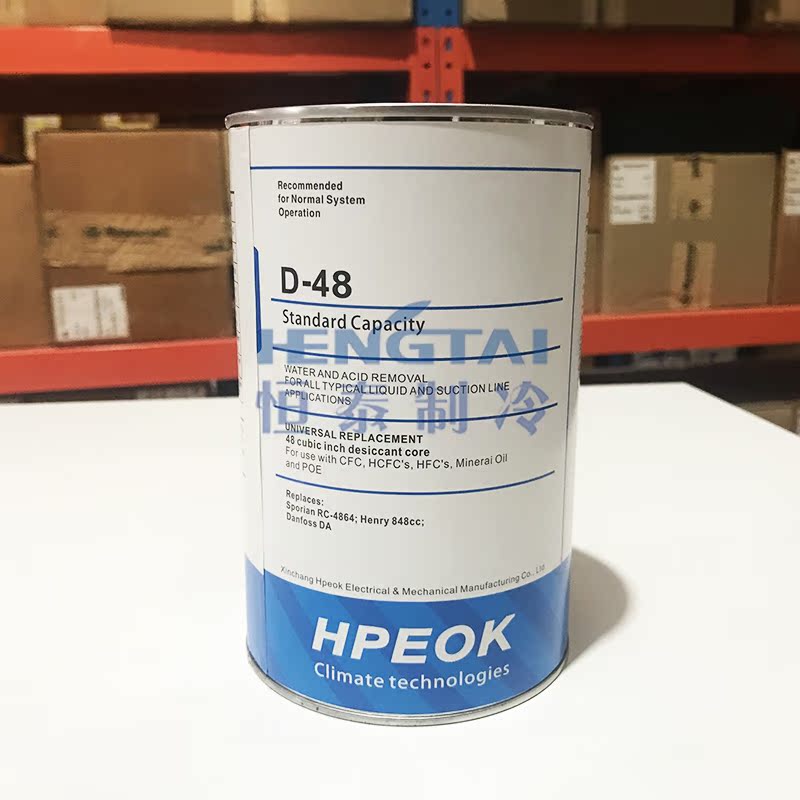 Recommended
for Normal System
Operation
D-48
Standard Capacity
HENGTAI
WATER AND ACID REMOVAL
FOR ALL TYPICAL LIQUID AND SUCTION LINE
APPLICATIONS
恒泰制冷
UNIVERSAL REPLACEMENT
48 cubic inch desiccant core
For use with CFC, HCFC's, HFC's, Minerai Oil
and POE
Replaces:
Sporian RC-4864; Henry 848cc;
Danfoss DA
Xinchang Hpeok Electrical & Mechanical Manufacturing Co., Ltd
HPEOK
Climate technologies